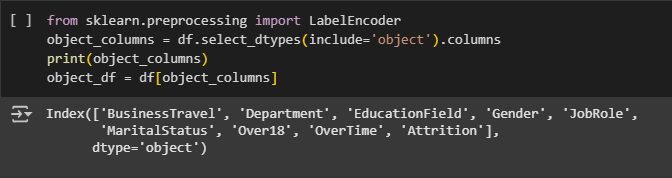 [ ] from sklearn.preprocessing import LabelEncoder
object_columns = df.select_dtypes(include='object').columns
print(object_columns)
object_df = df[object_columns]
Index(['BusinessTravel', 'Department', 'EducationField', 'Gender', 'JobRole',
'MaritalStatus', 'Over18', 'OverTime', 'Attrition'],
dtype='object')